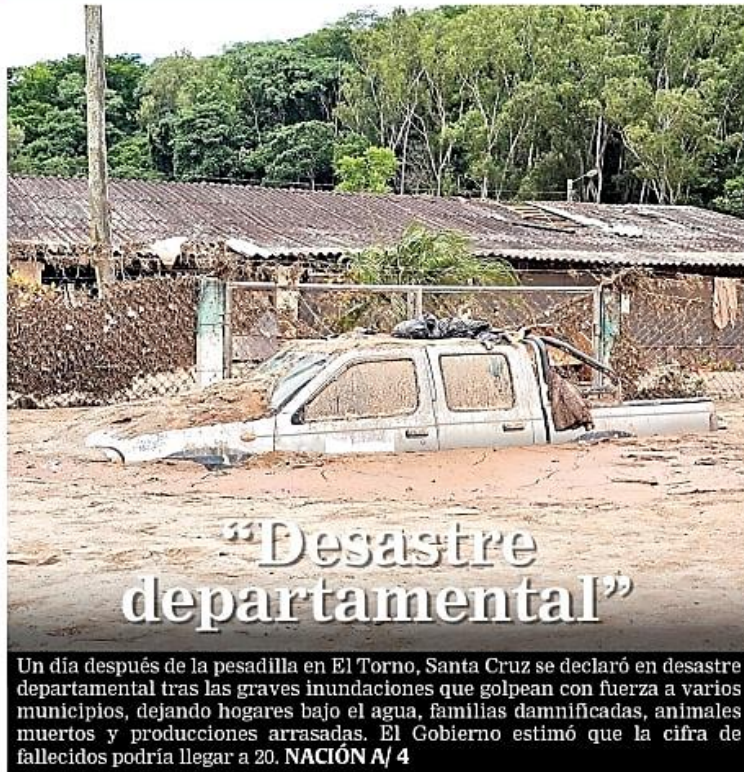 “Desastre
departamental”
Un día después de la pesadilla en El Torno, Santa Cruz se declaró en desastre
departamental tras las graves inundaciones que golpean con fuerza a varios
municipios, dejando hogares bajo el agua, familias damnificadas, animales
muertos y producciones arrasadas. El Gobierno estimó que la cifra de
fallecidos podría llegar a 20. NACIÓN A/ 4